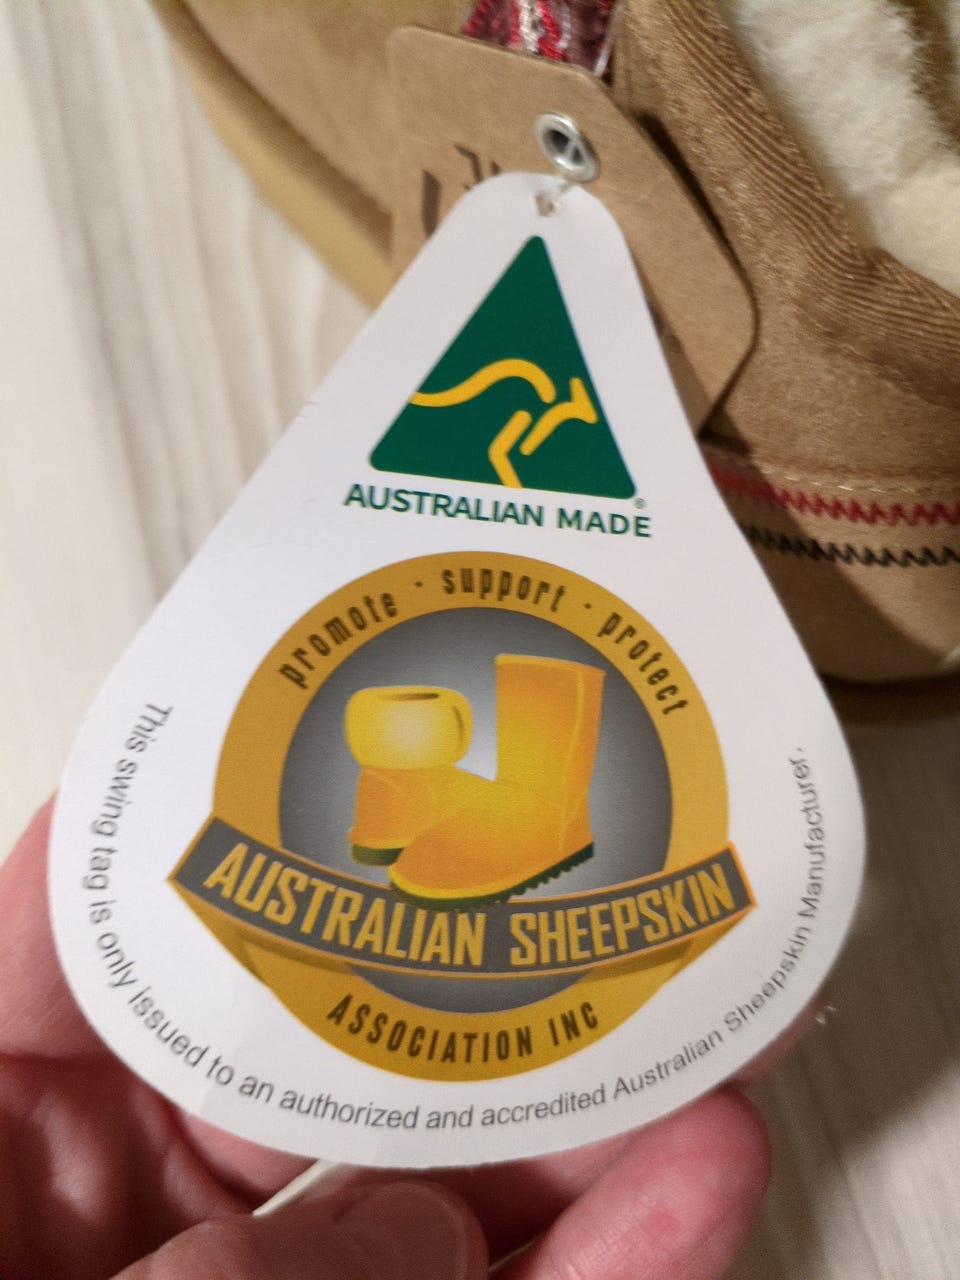 AUSTRALIAN MADE
®
promote · support · protect
AUSTRALIAN SHEEPSKIN
ASSOCIATION INC
This swing tag is only issued to an authorized and accredited Australian Sheepskin Manufacturer.